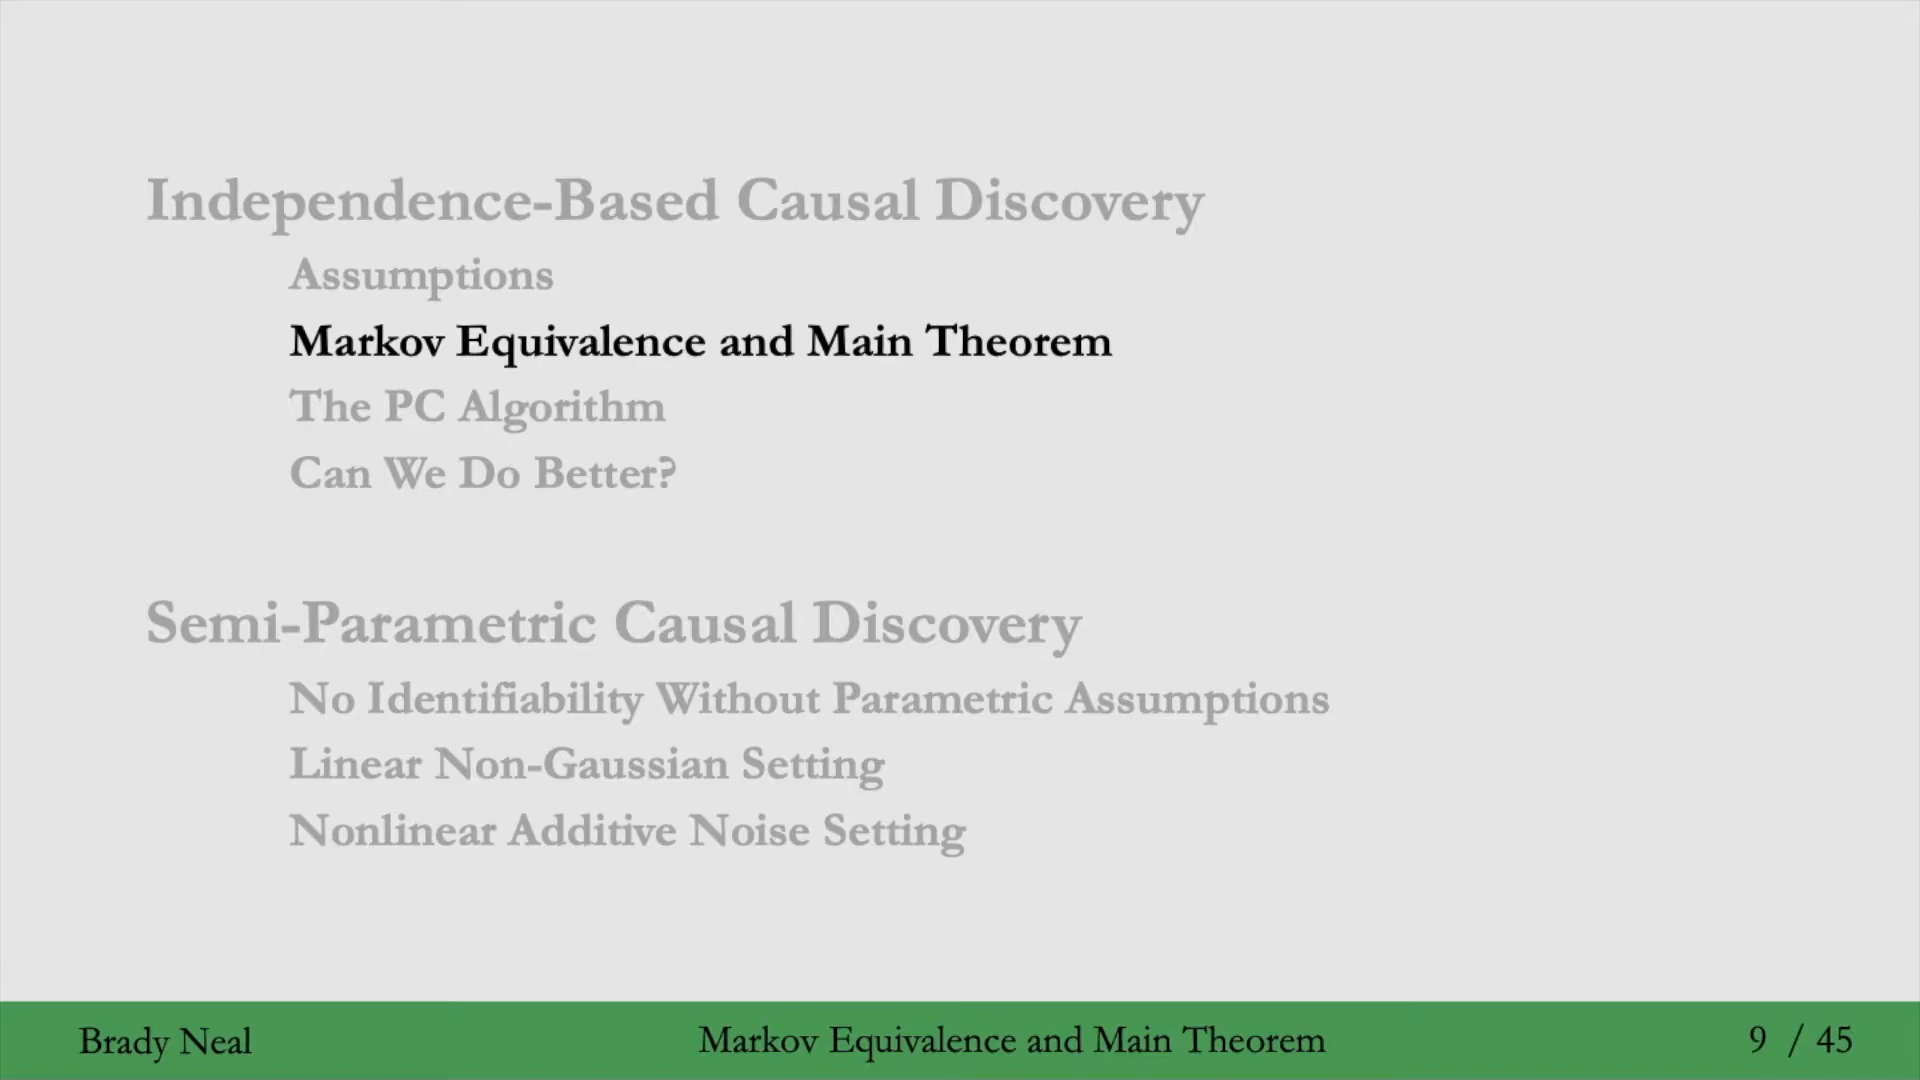 Independence-Based Causal Discovery
Assumptions
Markov Equivalence and Main Theorem
The PC Algorithm
Can We Do Better?
Semi-Parametric Causal Discovery
No Identifiability Without Parametric Assumptions
Linear Non-Gaussian Setting
Nonlinear Additive Noise Setting
Brady Neal
Markov Equivalence and Main Theorem
9 / 45